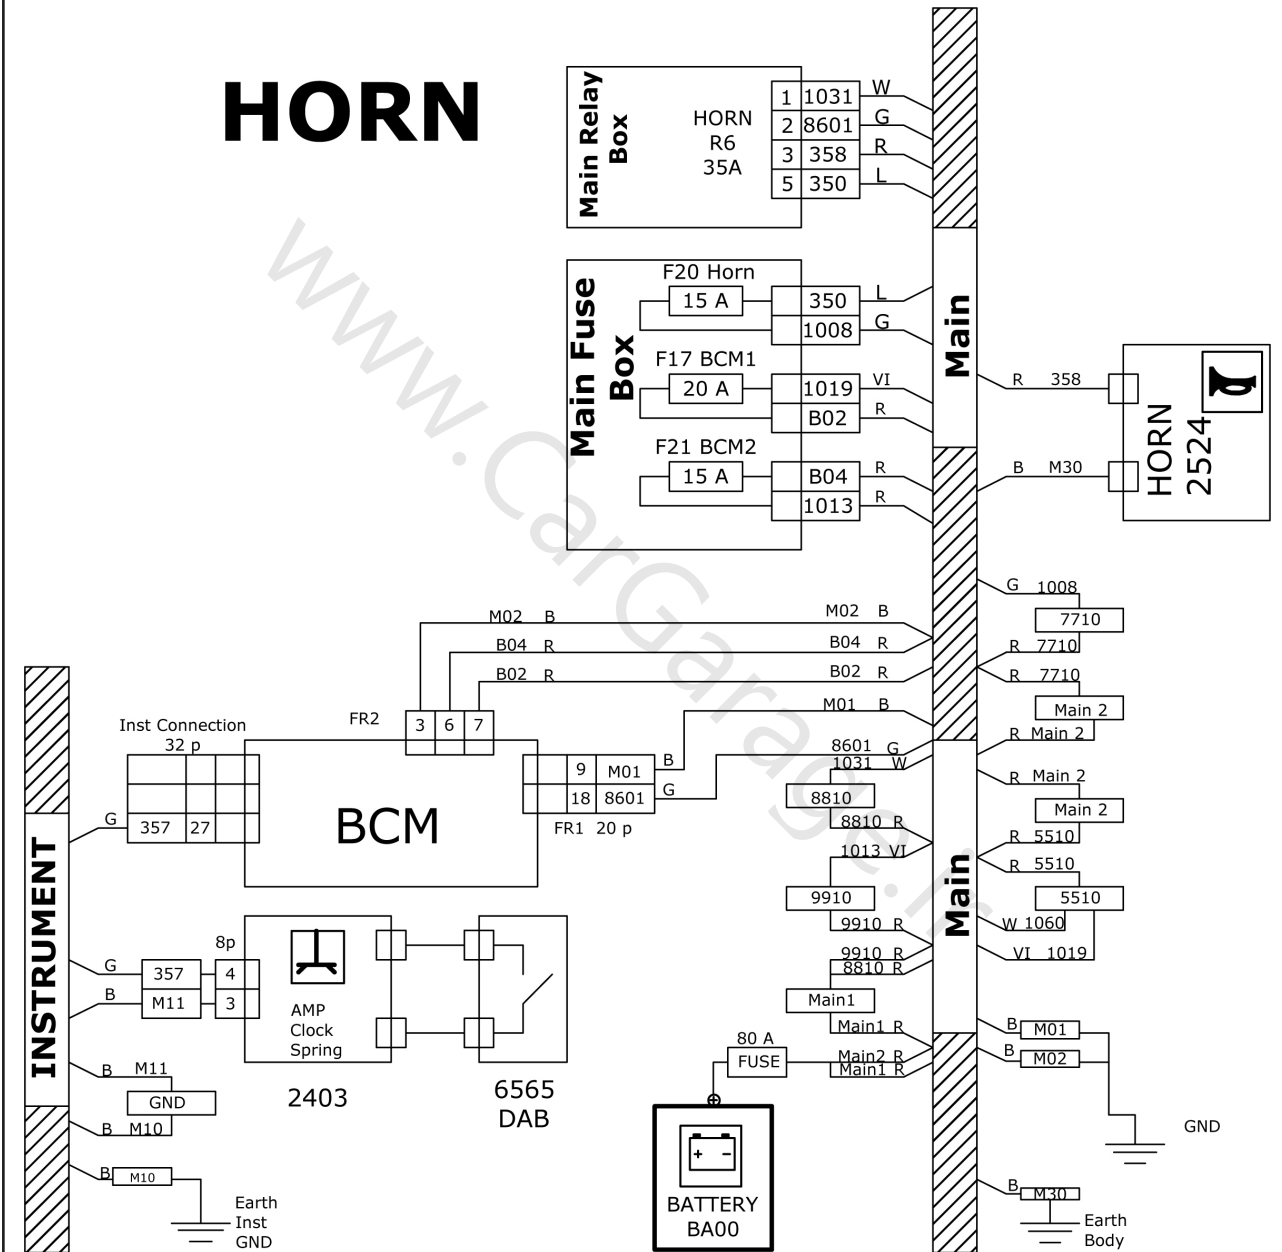 HORN
Main Relay
Box
HORN
R6
35A
1 1031 W
2 8601 G
3 358 R
5 350 L
Main Fuse
Box
F20 Horn
15 A
350 L
1008 G
F17 BCM1
20 A
1019 VI
B02 R
F21 BCM2
15 A
B04 R
1013 R
Main
R 358
B M30
HORN
2524
www.CarGarage.ir
G 1008
7710
R 7710
R 7710
Main 2
R Main 2
R Main 2
Main 2
R 5510
R 5510
5510
W 1060
VI 1019
M02 B
M02 B
B04 R
B04 R
B02 R
B02 R
M01 B
FR2
3 6 7
Inst Connection
32 p
G
357 27
BCM
9 M01 B
18 8601 G
FR1 20 p
8601 G
1031 W
8810
8810 R
1013 VI
9910
9910 R
9910 R
8810 R
Main1
Main1 R
Main2 R
Main1 R
Main
INSTRUMENT
8p
G 357 4
B M11 3
AMP
Clock
Spring
2403
6565
DAB
B M11
GND
B M10
B M10
Earth
Inst
GND
80 A
FUSE
+ -
BATTERY
BA00
B M01
B M02
GND
B M30
Earth
Body